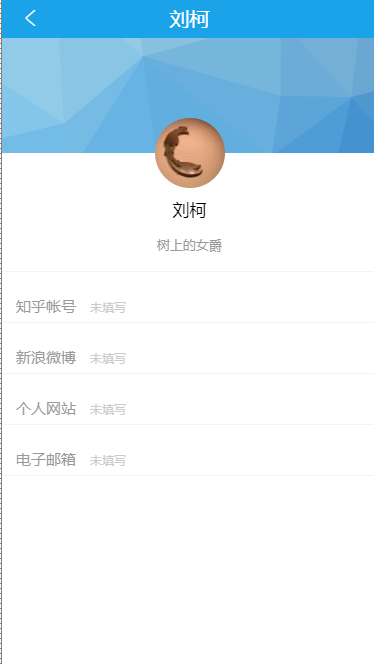 刘柯
刘柯
树上的女爵
知乎帐号 未填写
新浪微博 未填写
个人网站 未填写
电子邮箱 未填写